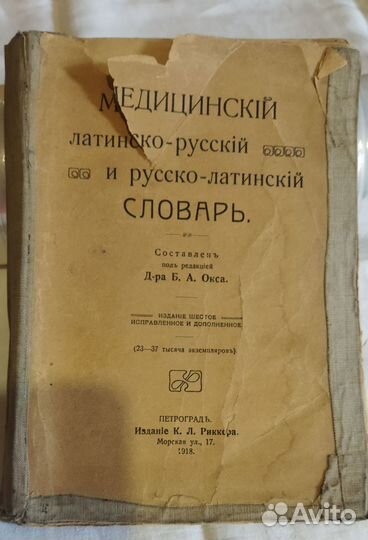 МЕДИЦИНСКІЙ
латинско-русскій
и русско-латинскій
СЛОВАРЬ.
Составленъ
подъ редакціей
Д-ра Б. А. Окса.
ИЗДАНІЕ ШЕСТОЕ
ИСПРАВЛЕННОЕ И ДОПОЛНЕННОЕ.
(23—37 тысяча экземпляровъ).
ПЕТРОГРАДЪ.
Изданіе К. Л. Риккера.
Морская ул., 17.
1918.
Avito